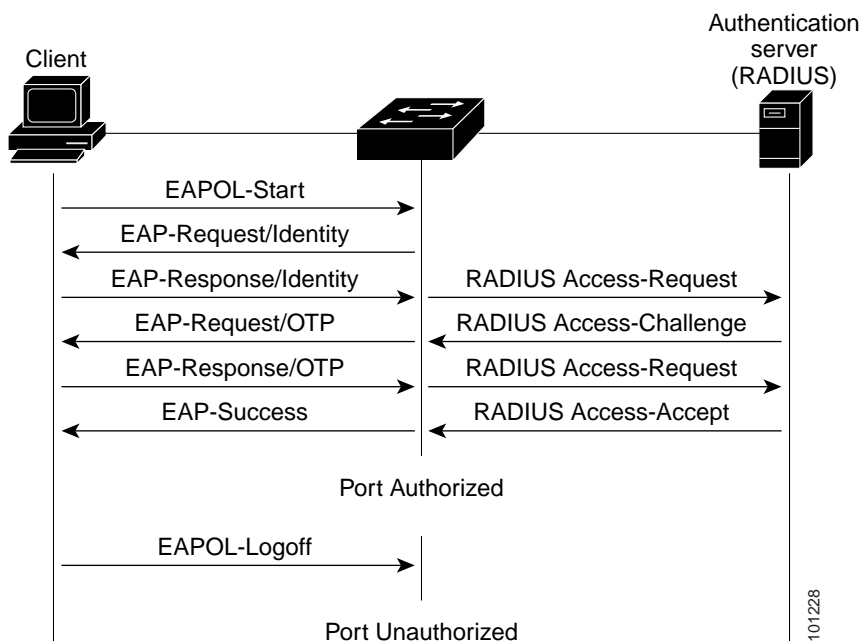 Client
Authentication
server
(RADIUS)
EAPOL-Start
EAP-Request/Identity
EAP-Response/Identity
RADIUS Access-Request
EAP-Request/OTP
RADIUS Access-Challenge
EAP-Response/OTP
RADIUS Access-Request
EAP-Success
RADIUS Access-Accept
Port Authorized
EAPOL-Logoff
Port Unauthorized
101228